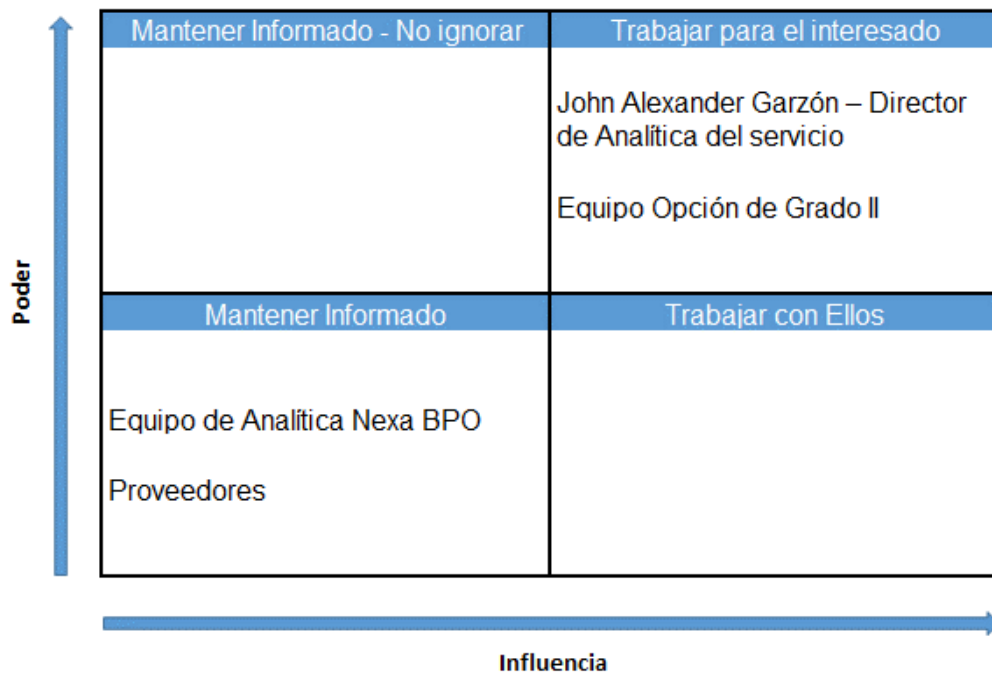 Mantener Informado - No ignorar
Trabajar para el interesado
John Alexander Garzón – Director
de Analítica del servicio
Equipo Opción de Grado II
Poder
Mantener Informado
Trabajar con Ellos
Equipo de Analítica Nexa BPO
Proveedores
Influencia